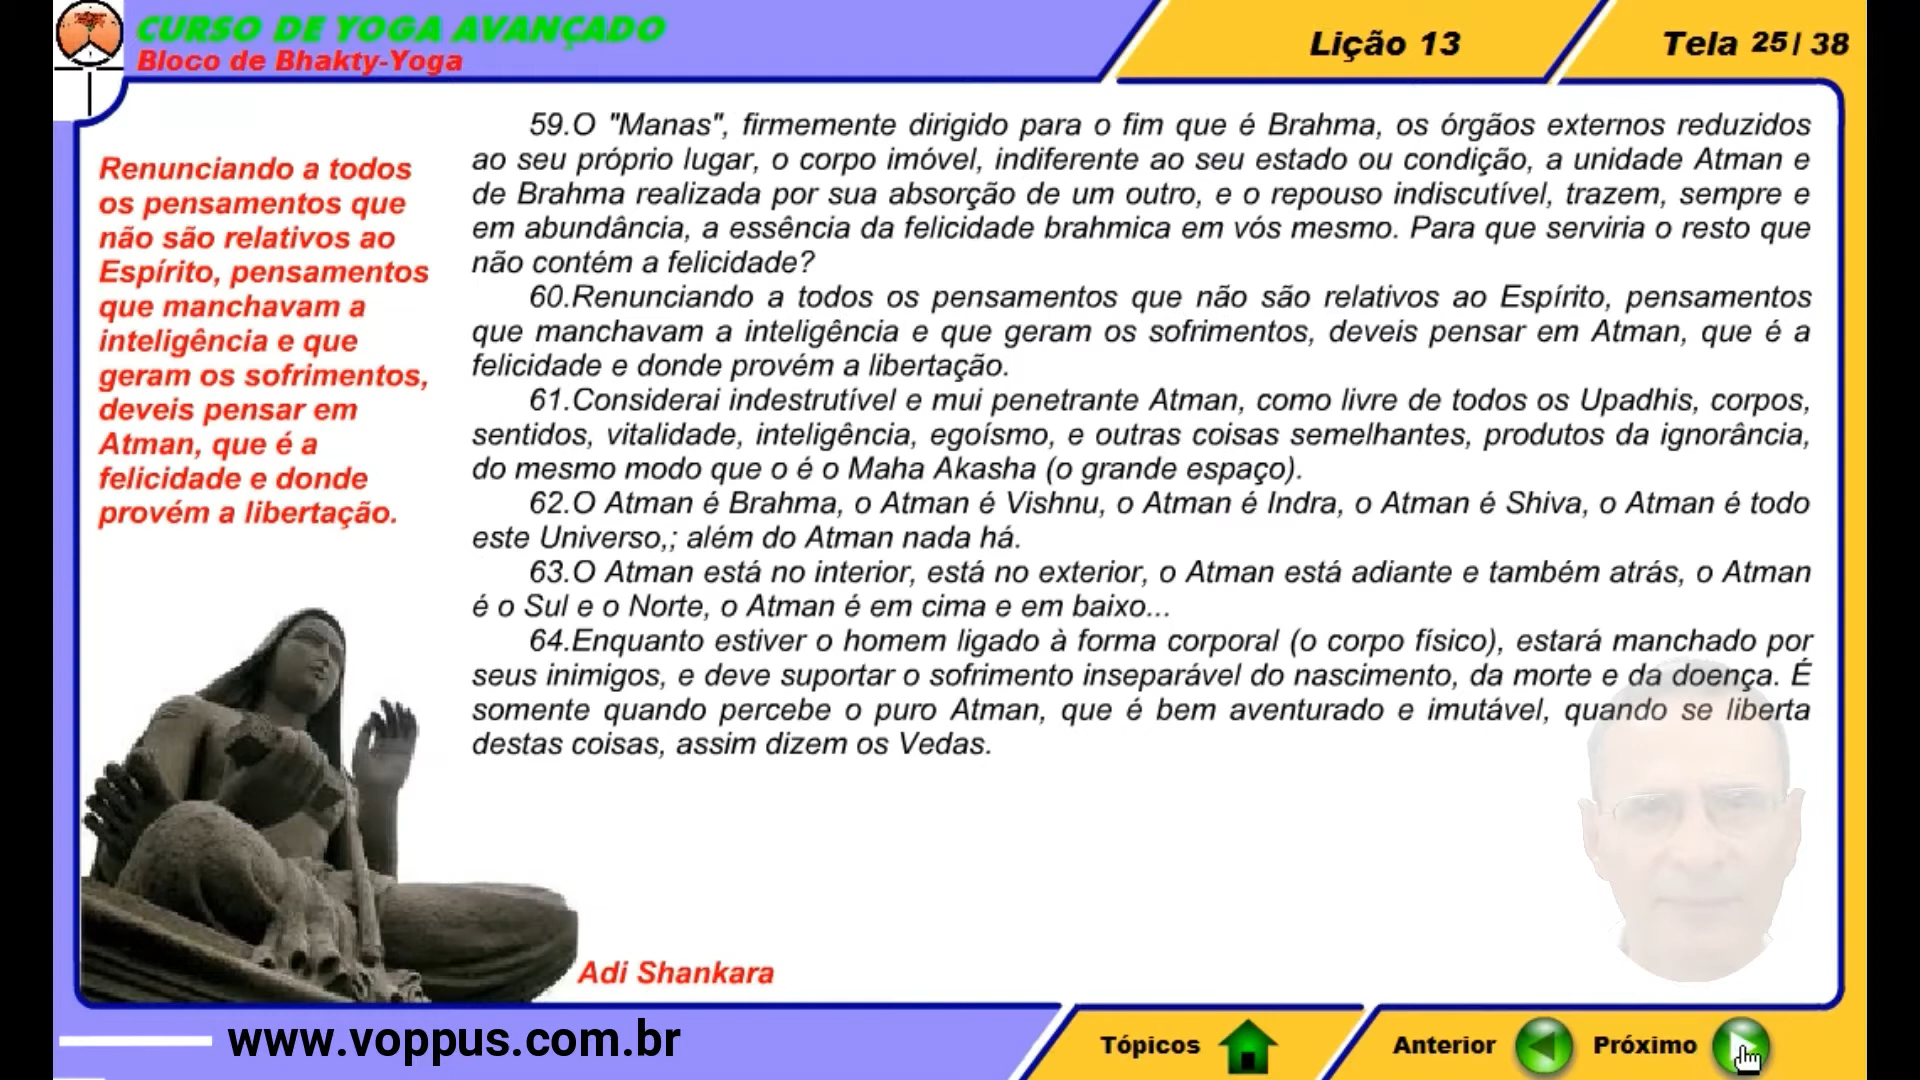 CURSO DE YOGA AVANÇADO
Bloco de Bhakty-Yoga
Lição 13
Tela 25 / 38
Renunciando a todos
os pensamentos que
não são relativos ao
Espírito, pensamentos
que manchavam a
inteligência e que
geram os sofrimentos,
deveis pensar em
Atman, que é a
felicidade e donde
provém a libertação.
59.O "Manas", firmemente dirigido para o fim que é Brahma, os órgãos externos reduzidos
ao seu próprio lugar, o corpo imóvel, indiferente ao seu estado ou condição, a unidade Atman e
de Brahma realizada por sua absorção de um outro, e o repouso indiscutível, trazem, sempre e
em abundância, a essência da felicidade brahmica em vós mesmo. Para que serviria o resto que
não contém a felicidade?
60.Renunciando a todos os pensamentos que não são relativos ao Espírito, pensamentos
que manchavam a inteligência e que geram os sofrimentos, deveis pensar em Atman, que é a
felicidade e donde provém a libertação.
61.Considerai indestrutível e mui penetrante Atman, como livre de todos os Upadhis, corpos,
sentidos, vitalidade, inteligência, egoísmo, e outras coisas semelhantes, produtos da ignorância,
do mesmo modo que o é o Maha Akasha (o grande espaço).
62.O Atman é Brahma, o Atman é Vishnu, o Atman é Indra, o Atman é Shiva, o Atman é todo
este Universo,; além do Atman nada há.
63.O Atman está no interior, está no exterior, o Atman está adiante e também atrás, o Atman
é o Sul e o Norte, o Atman é em cima e em baixo...
64.Enquanto estiver o homem ligado à forma corporal (o corpo físico), estará manchado por
seus inimigos, e deve suportar o sofrimento inseparável do nascimento, da morte e da doença. É
somente quando percebe o puro Atman, que é bem aventurado e imutável, quando se liberta
destas coisas, assim dizem os Vedas.
Adi Shankara
www.voppus.com.br
Tópicos
Anterior
Próximo